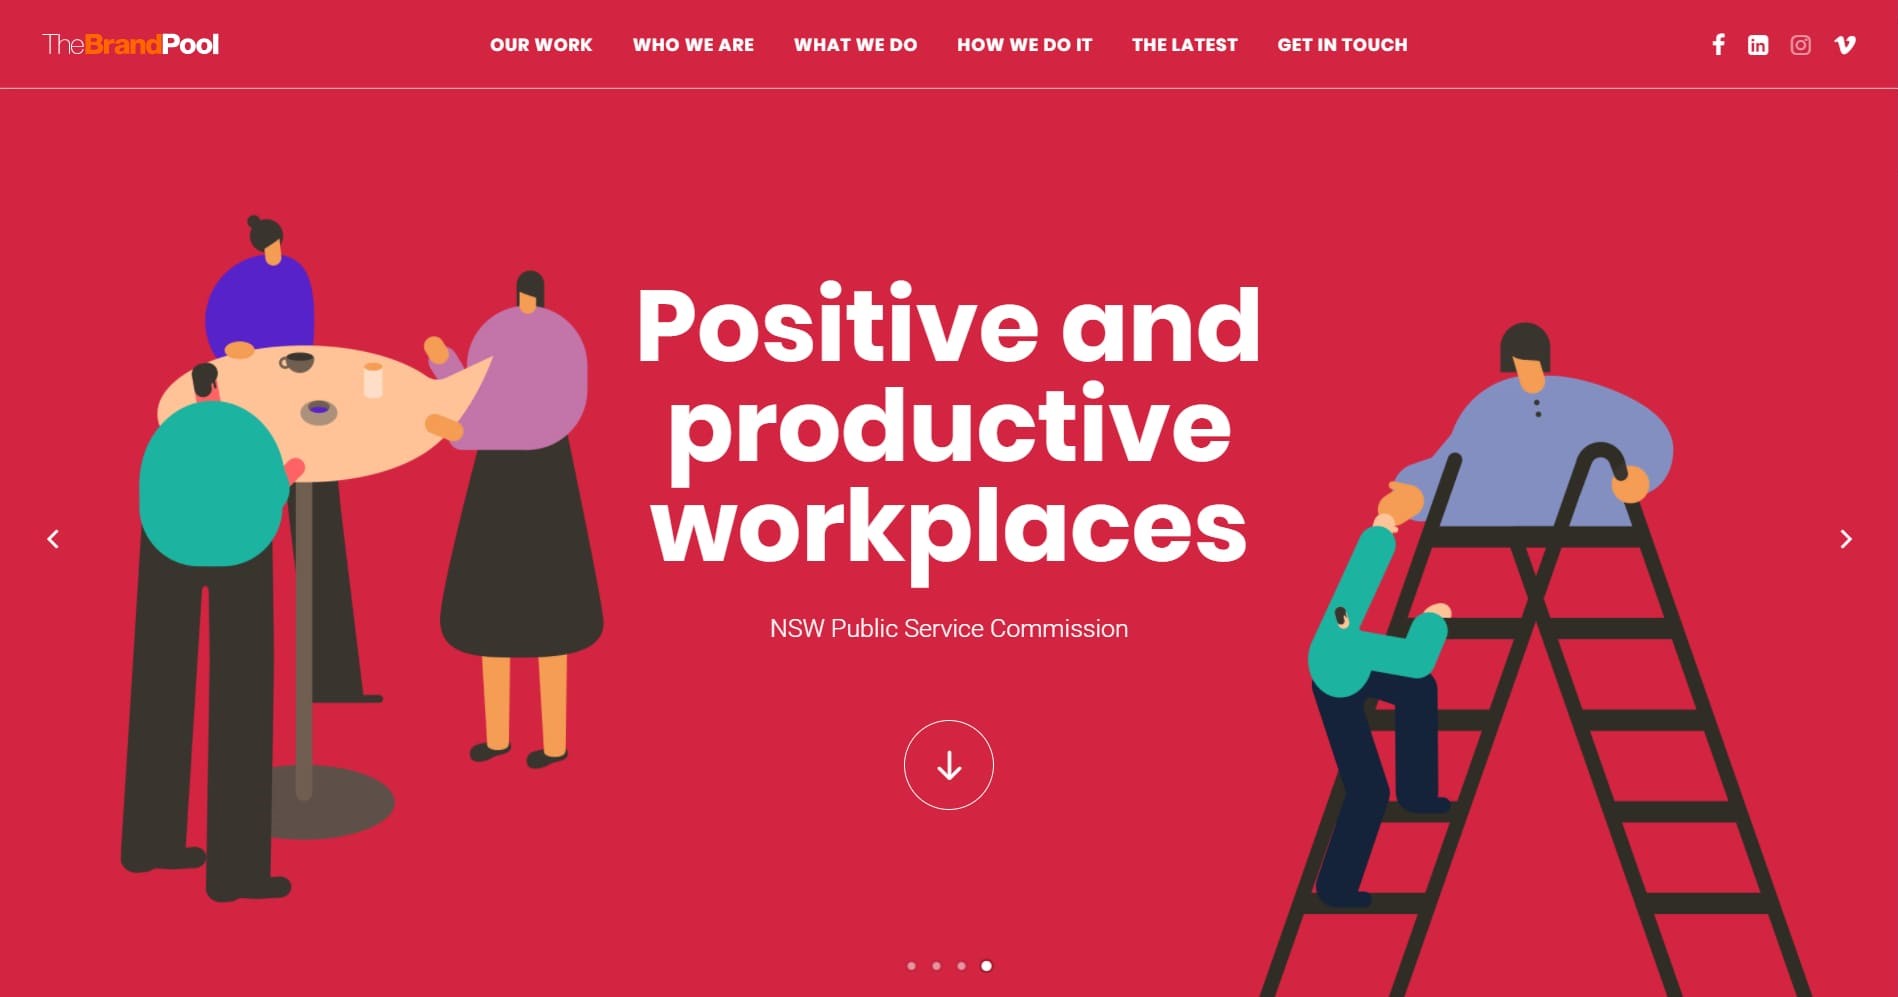 TheBrandPool
OUR WORK
WHO WE ARE
WHAT WE DO
HOW WE DO IT
THE LATEST
GET IN TOUCH
Positive and
productive
workplaces
NSW Public Service Commission